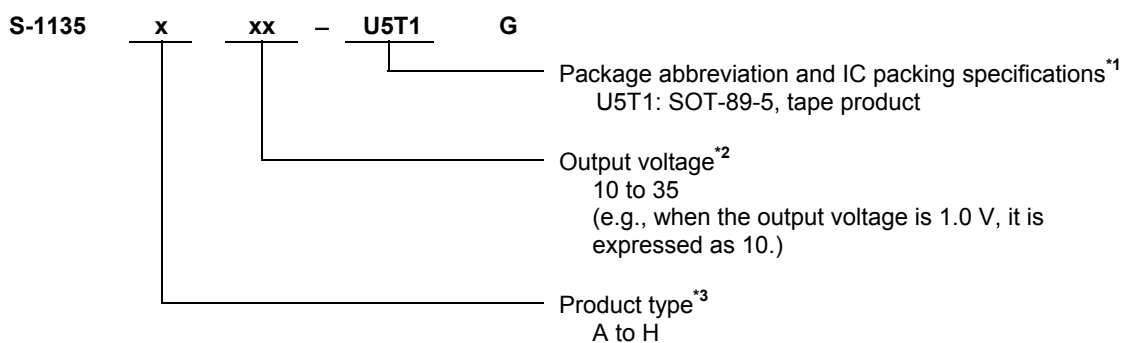 S-1135 x xx – U5T1 G
Package abbreviation and IC packing specifications*1
U5T1: SOT-89-5, tape product
Output voltage*2
10 to 35
(e.g., when the output voltage is 1.0 V, it is
expressed as 10.)
Product type*3
A to H